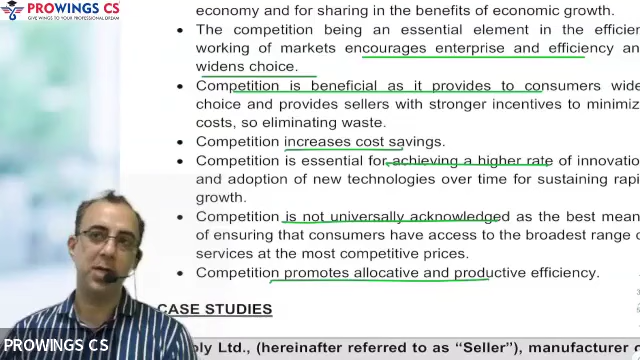 PROWINGS CS
GIVE WINGS TO YOUR PROFESSIONAL DREAM
economy and for sharing in the benefits of economic growth.
• The competition being an essential element in the efficien
working of markets encourages enterprise and efficiency an
widens choice.
• Competition is beneficial as it provides to consumers wide
choice and provides sellers with stronger incentives to minimiz
costs, so eliminating waste.
• Competition increases cost savings.
• Competition is essential for achieving a higher rate of innovatio
and adoption of new technologies over time for sustaining rapi
growth.
• Competition is not universally acknowledged as the best mean
of ensuring that consumers have access to the broadest range o
services at the most competitive prices.
• Competition promotes allocative and productive efficiency.
CASE STUDIES
ply Ltd., (hereinafter referred to as “Seller”), manufacturer o
PROWINGS CS